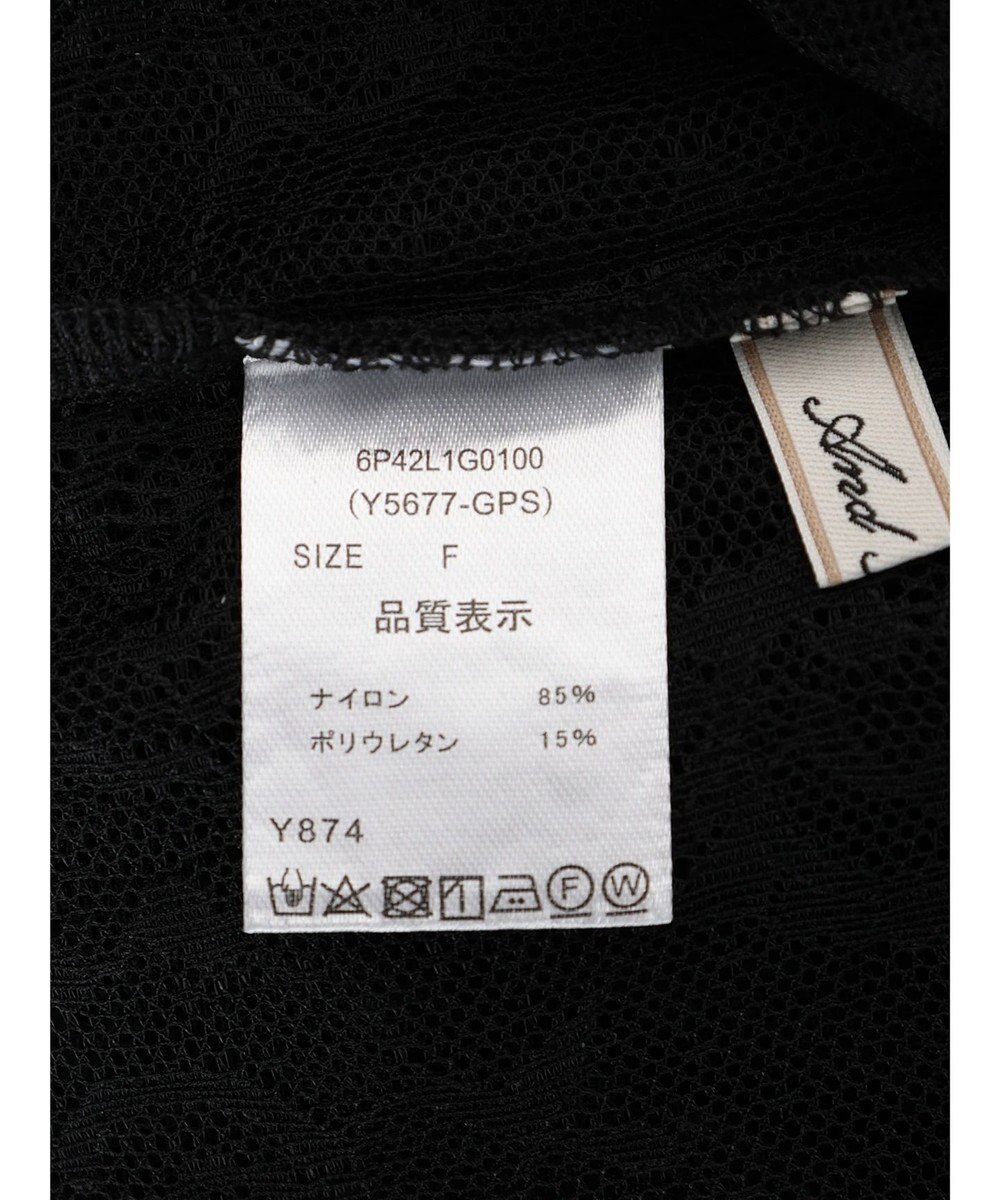 6P42L1G0100
(Y5677-GPS)
SIZE F
品質表示
ナイロン 85%
ポリウレタン 15%
Y874
F W
And